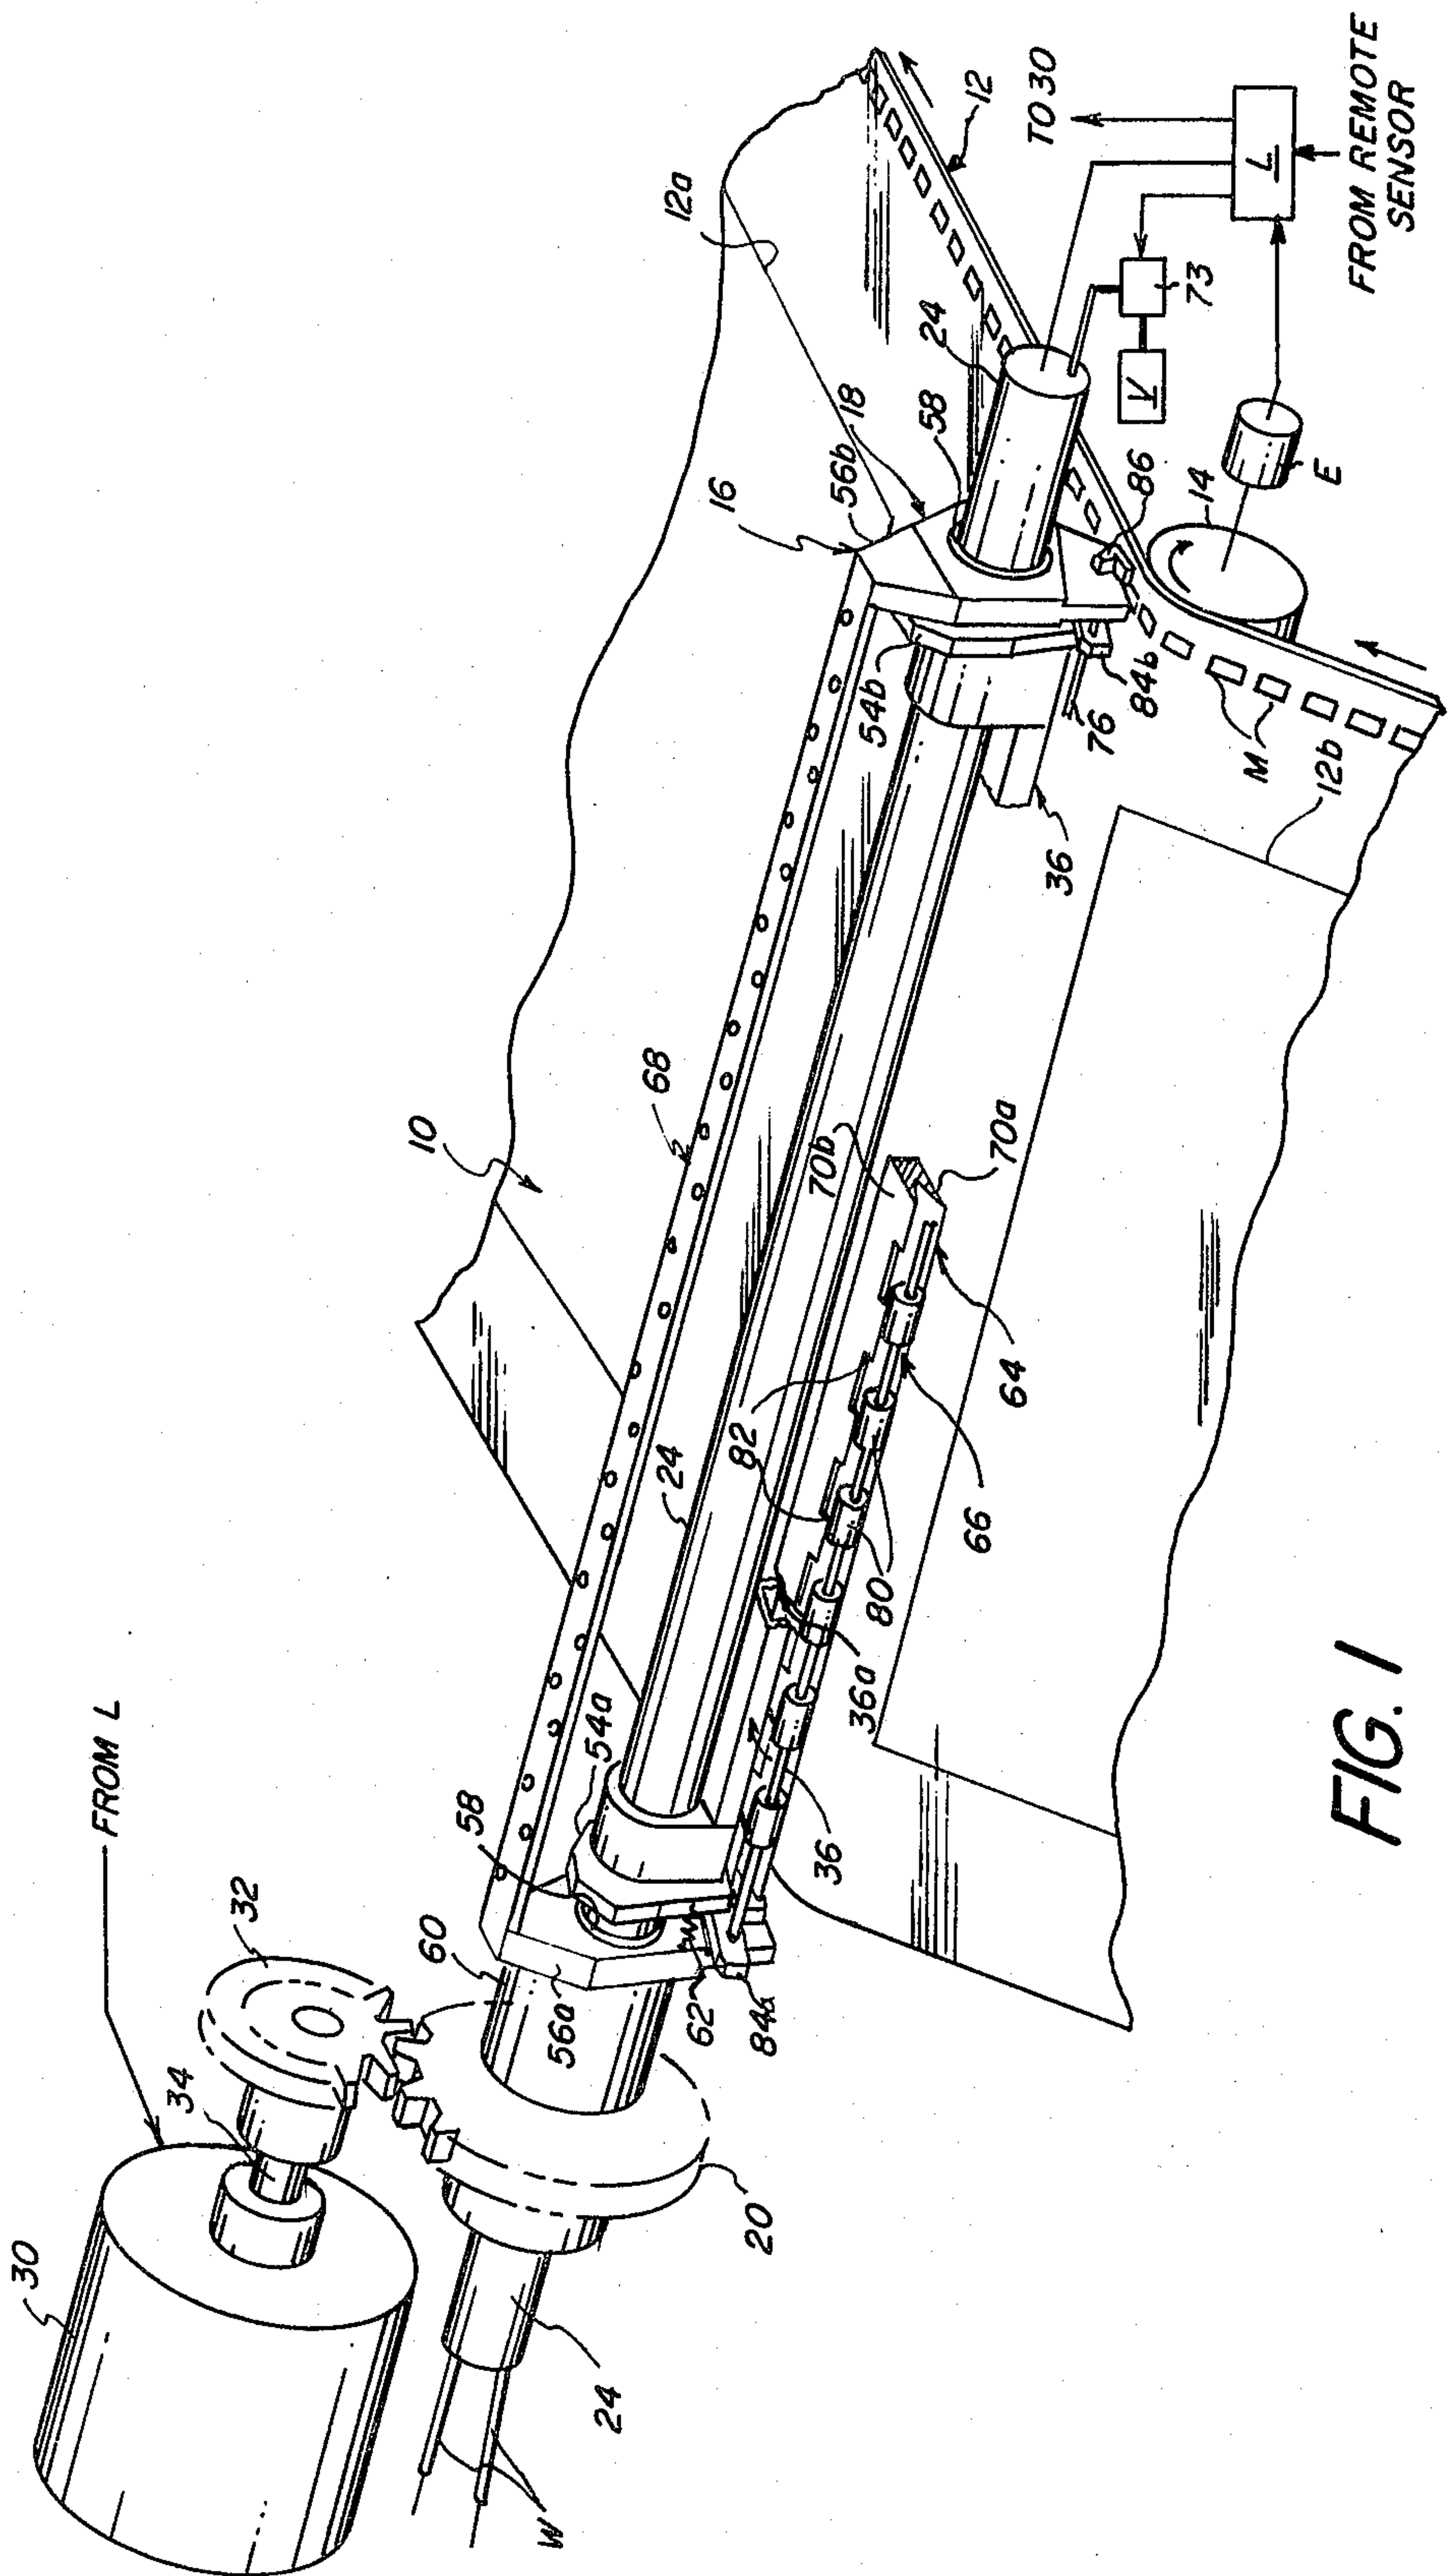 FROM L
30
34
32
60
58
54a
24
10
68
16
56b
18
58
24
12a
12
TO 30
L
FROM REMOTE
SENSOR
73
V
E
14
86
84b
76
54b
36
M
12b
70b
70a
64
66
82
80
36a
36
62
84a
56a
20
24
W
FIG. 1